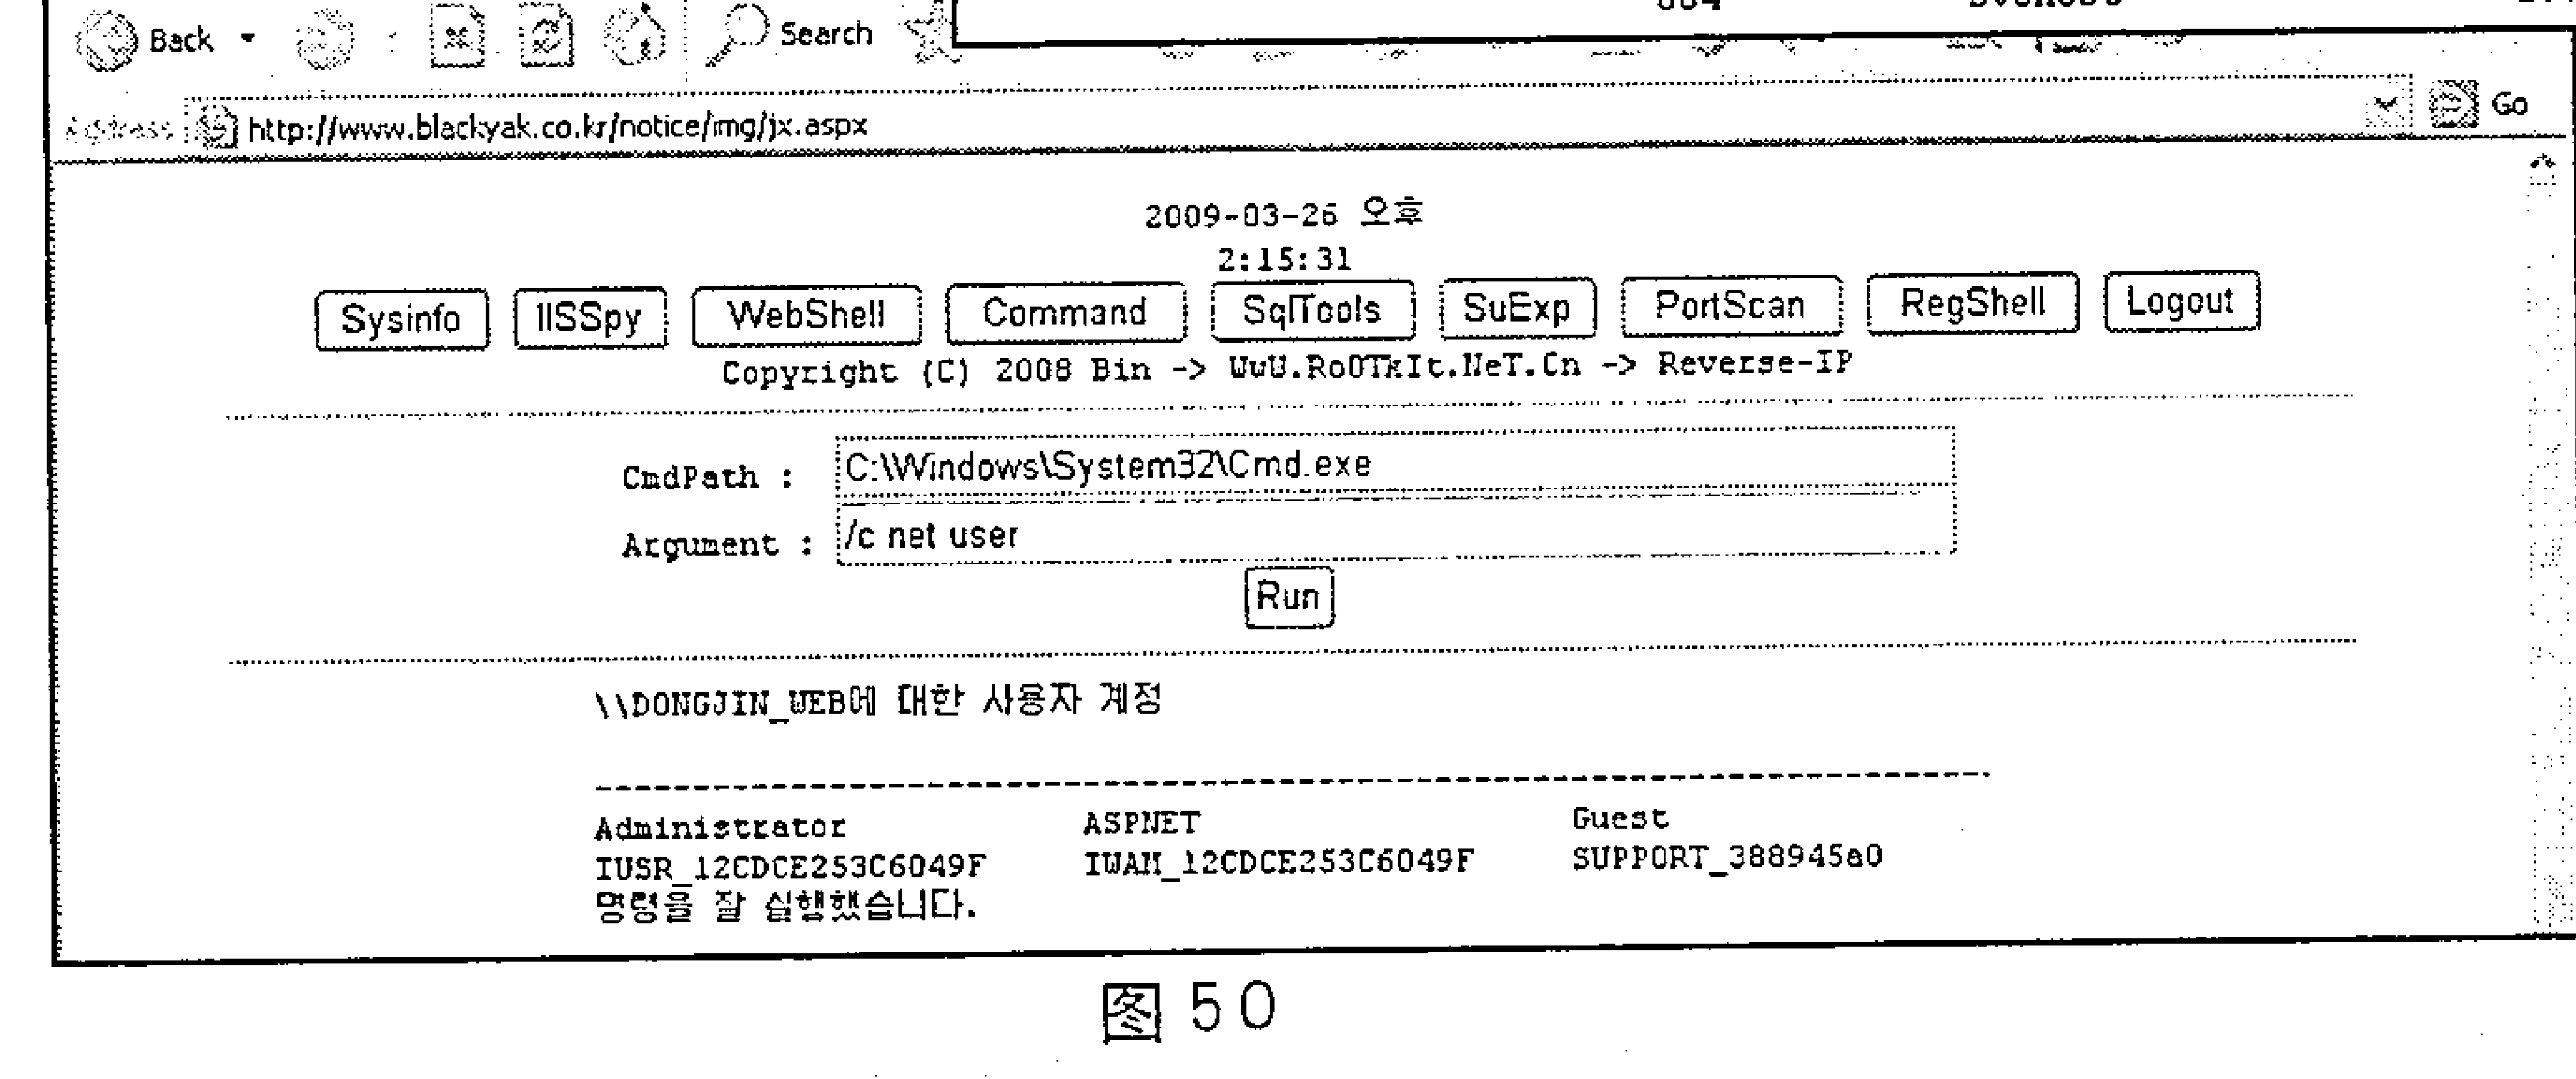 Back
Search
Address http://www.blackyak.co.kr/notice/img/jx.aspx Go
2009-03-26 오후
2:15:31
Sysinfo IISSpy WebShell Command SqlTools SuExp PortScan RegShell Logout
Copyright (C) 2008 Bin -> WwW.RoOTkIt.NeT.Cn -> Reverse-IP
CmdPath : C:\Windows\System32\Cmd.exe
Argument : /c net user
Run
\\DONGJIN_WEB에 대한 사용자 계정
-------------------------------------------------------------------------------
Administrator ASPNET Guest
IUSR_12CDCE253C6049F IWAM_12CDCE253C6049F SUPPORT_388945a0
명령을 잘 실행했습니다.
图 50